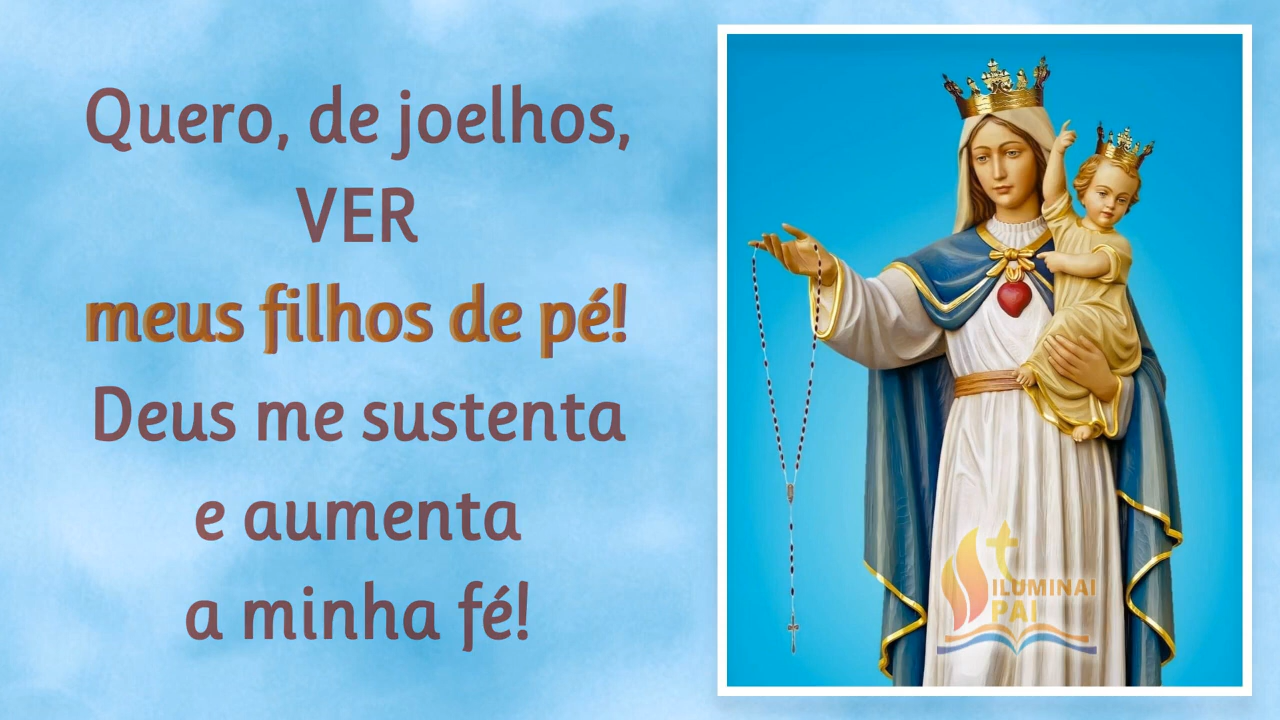 Quero, de joelhos,
VER
meus filhos de pé!
Deus me sustenta
e aumenta
a minha fé!
ILUMINAI
PAI